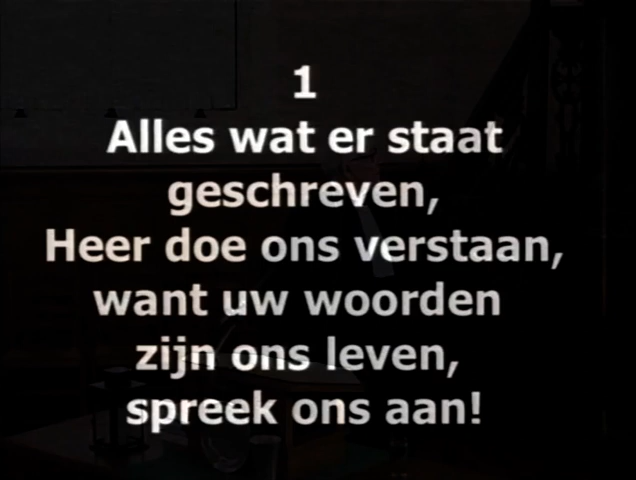 1
Alles wat er staat
geschreven,
Heer doe ons verstaan,
want uw woorden
zijn ons leven,
spreek ons aan!